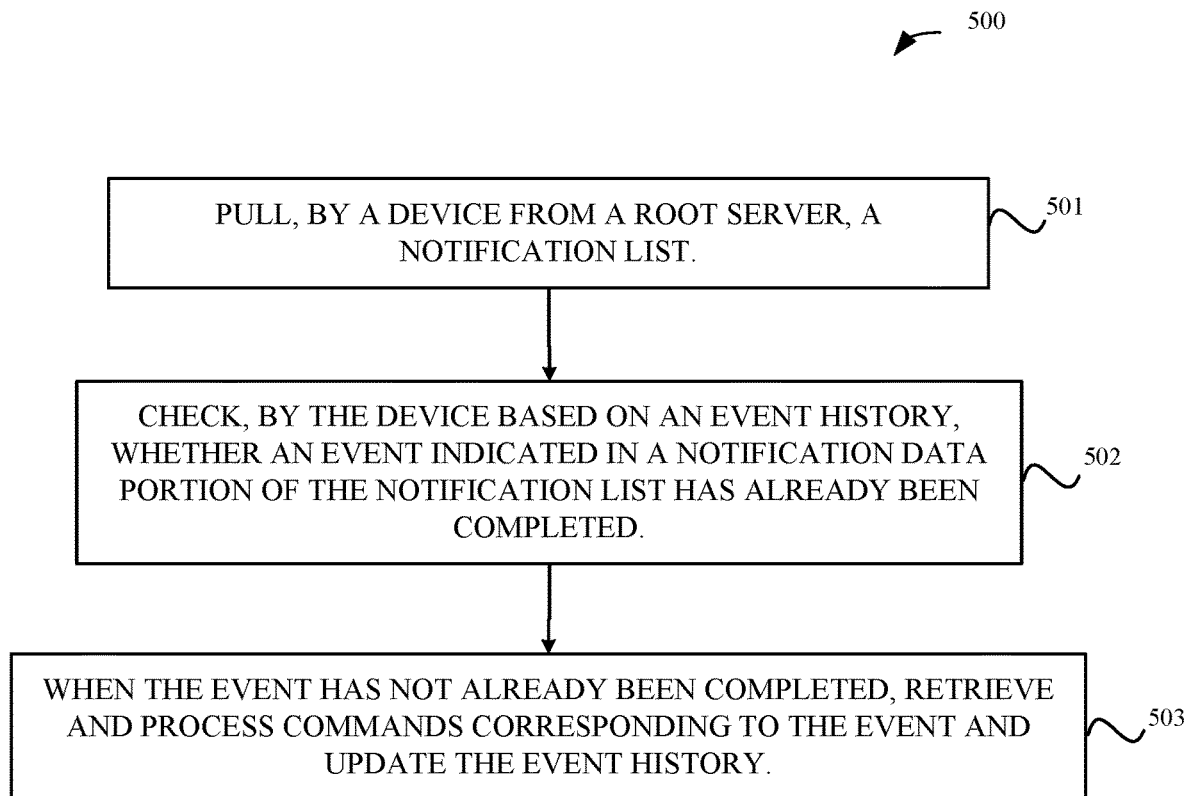 500
PULL, BY A DEVICE FROM A ROOT SERVER, A
NOTIFICATION LIST.
501
CHECK, BY THE DEVICE BASED ON AN EVENT HISTORY,
WHETHER AN EVENT INDICATED IN A NOTIFICATION DATA
PORTION OF THE NOTIFICATION LIST HAS ALREADY BEEN
COMPLETED.
502
WHEN THE EVENT HAS NOT ALREADY BEEN COMPLETED, RETRIEVE
AND PROCESS COMMANDS CORRESPONDING TO THE EVENT AND
UPDATE THE EVENT HISTORY.
503